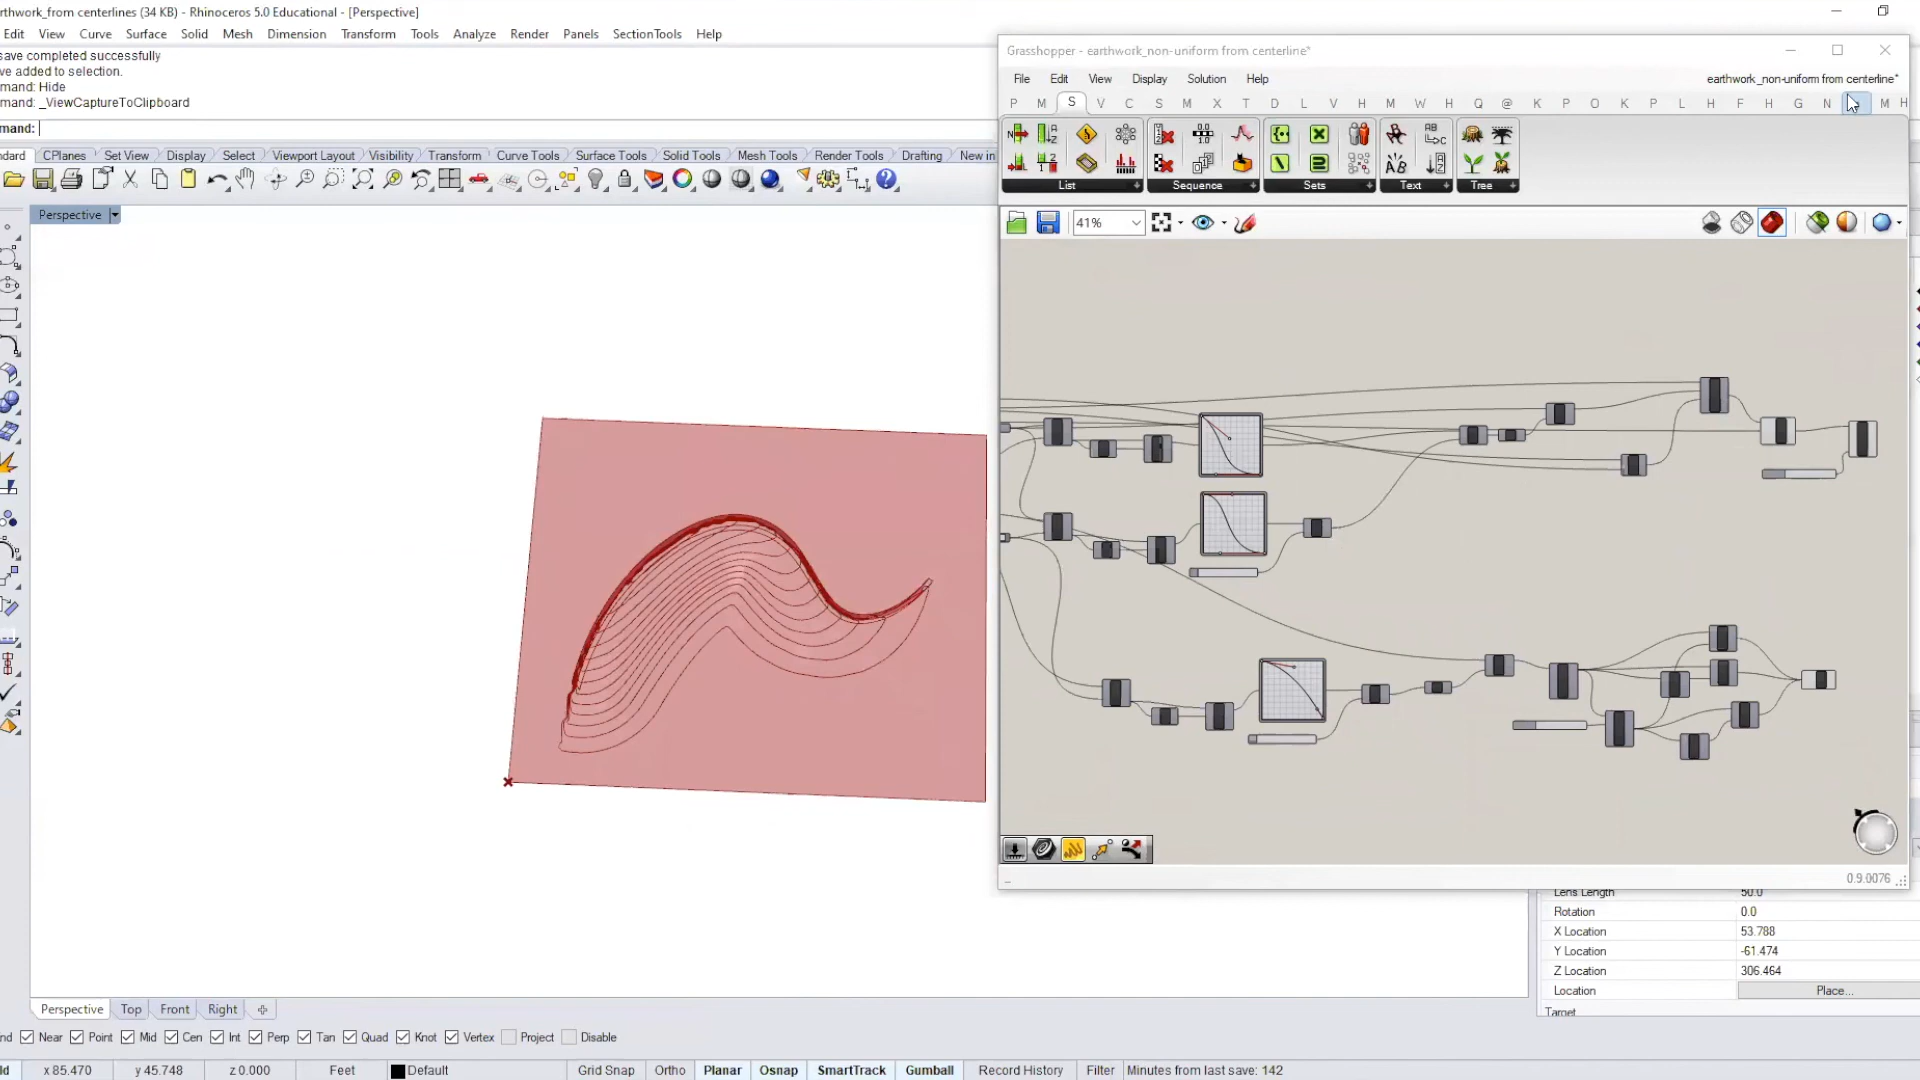 rthwork_from centerlines (34 KB) - Rhinoceros 5.0 Educational - [Perspective]
Edit View Curve Surface Solid Mesh Dimension Transform Tools Analyze Render Panels SectionTools Help
save completed successfully
ve added to selection.
mand: Hide
mand: _ViewCaptureToClipboard
mand:
ndard CPlanes Set View Display Select Viewport Layout Visibility Transform Curve Tools Surface Tools Solid Tools Mesh Tools Render Tools Drafting New in
Perspective
Grasshopper - earthwork_non-uniform from centerline*
File Edit View Display Solution Help
earthwork_non-uniform from centerline*
P M S V C S M X T D L V H M W H Q @ K P O K P L H F H G N M H
List Sequence Sets Text Tree
41%
0.9.0076
Lens Length 50.0
Rotation 0.0
X Location 53.788
Y Location -61.474
Z Location 306.464
Location Place...
Target
Perspective Top Front Right
nd Near Point Mid Cen Int Perp Tan Quad Knot Vertex Project Disable
ld x 85.470 y 45.748 z 0.000 Feet Default Grid Snap Ortho Planar Osnap SmartTrack Gumball Record History Filter Minutes from last save: 142